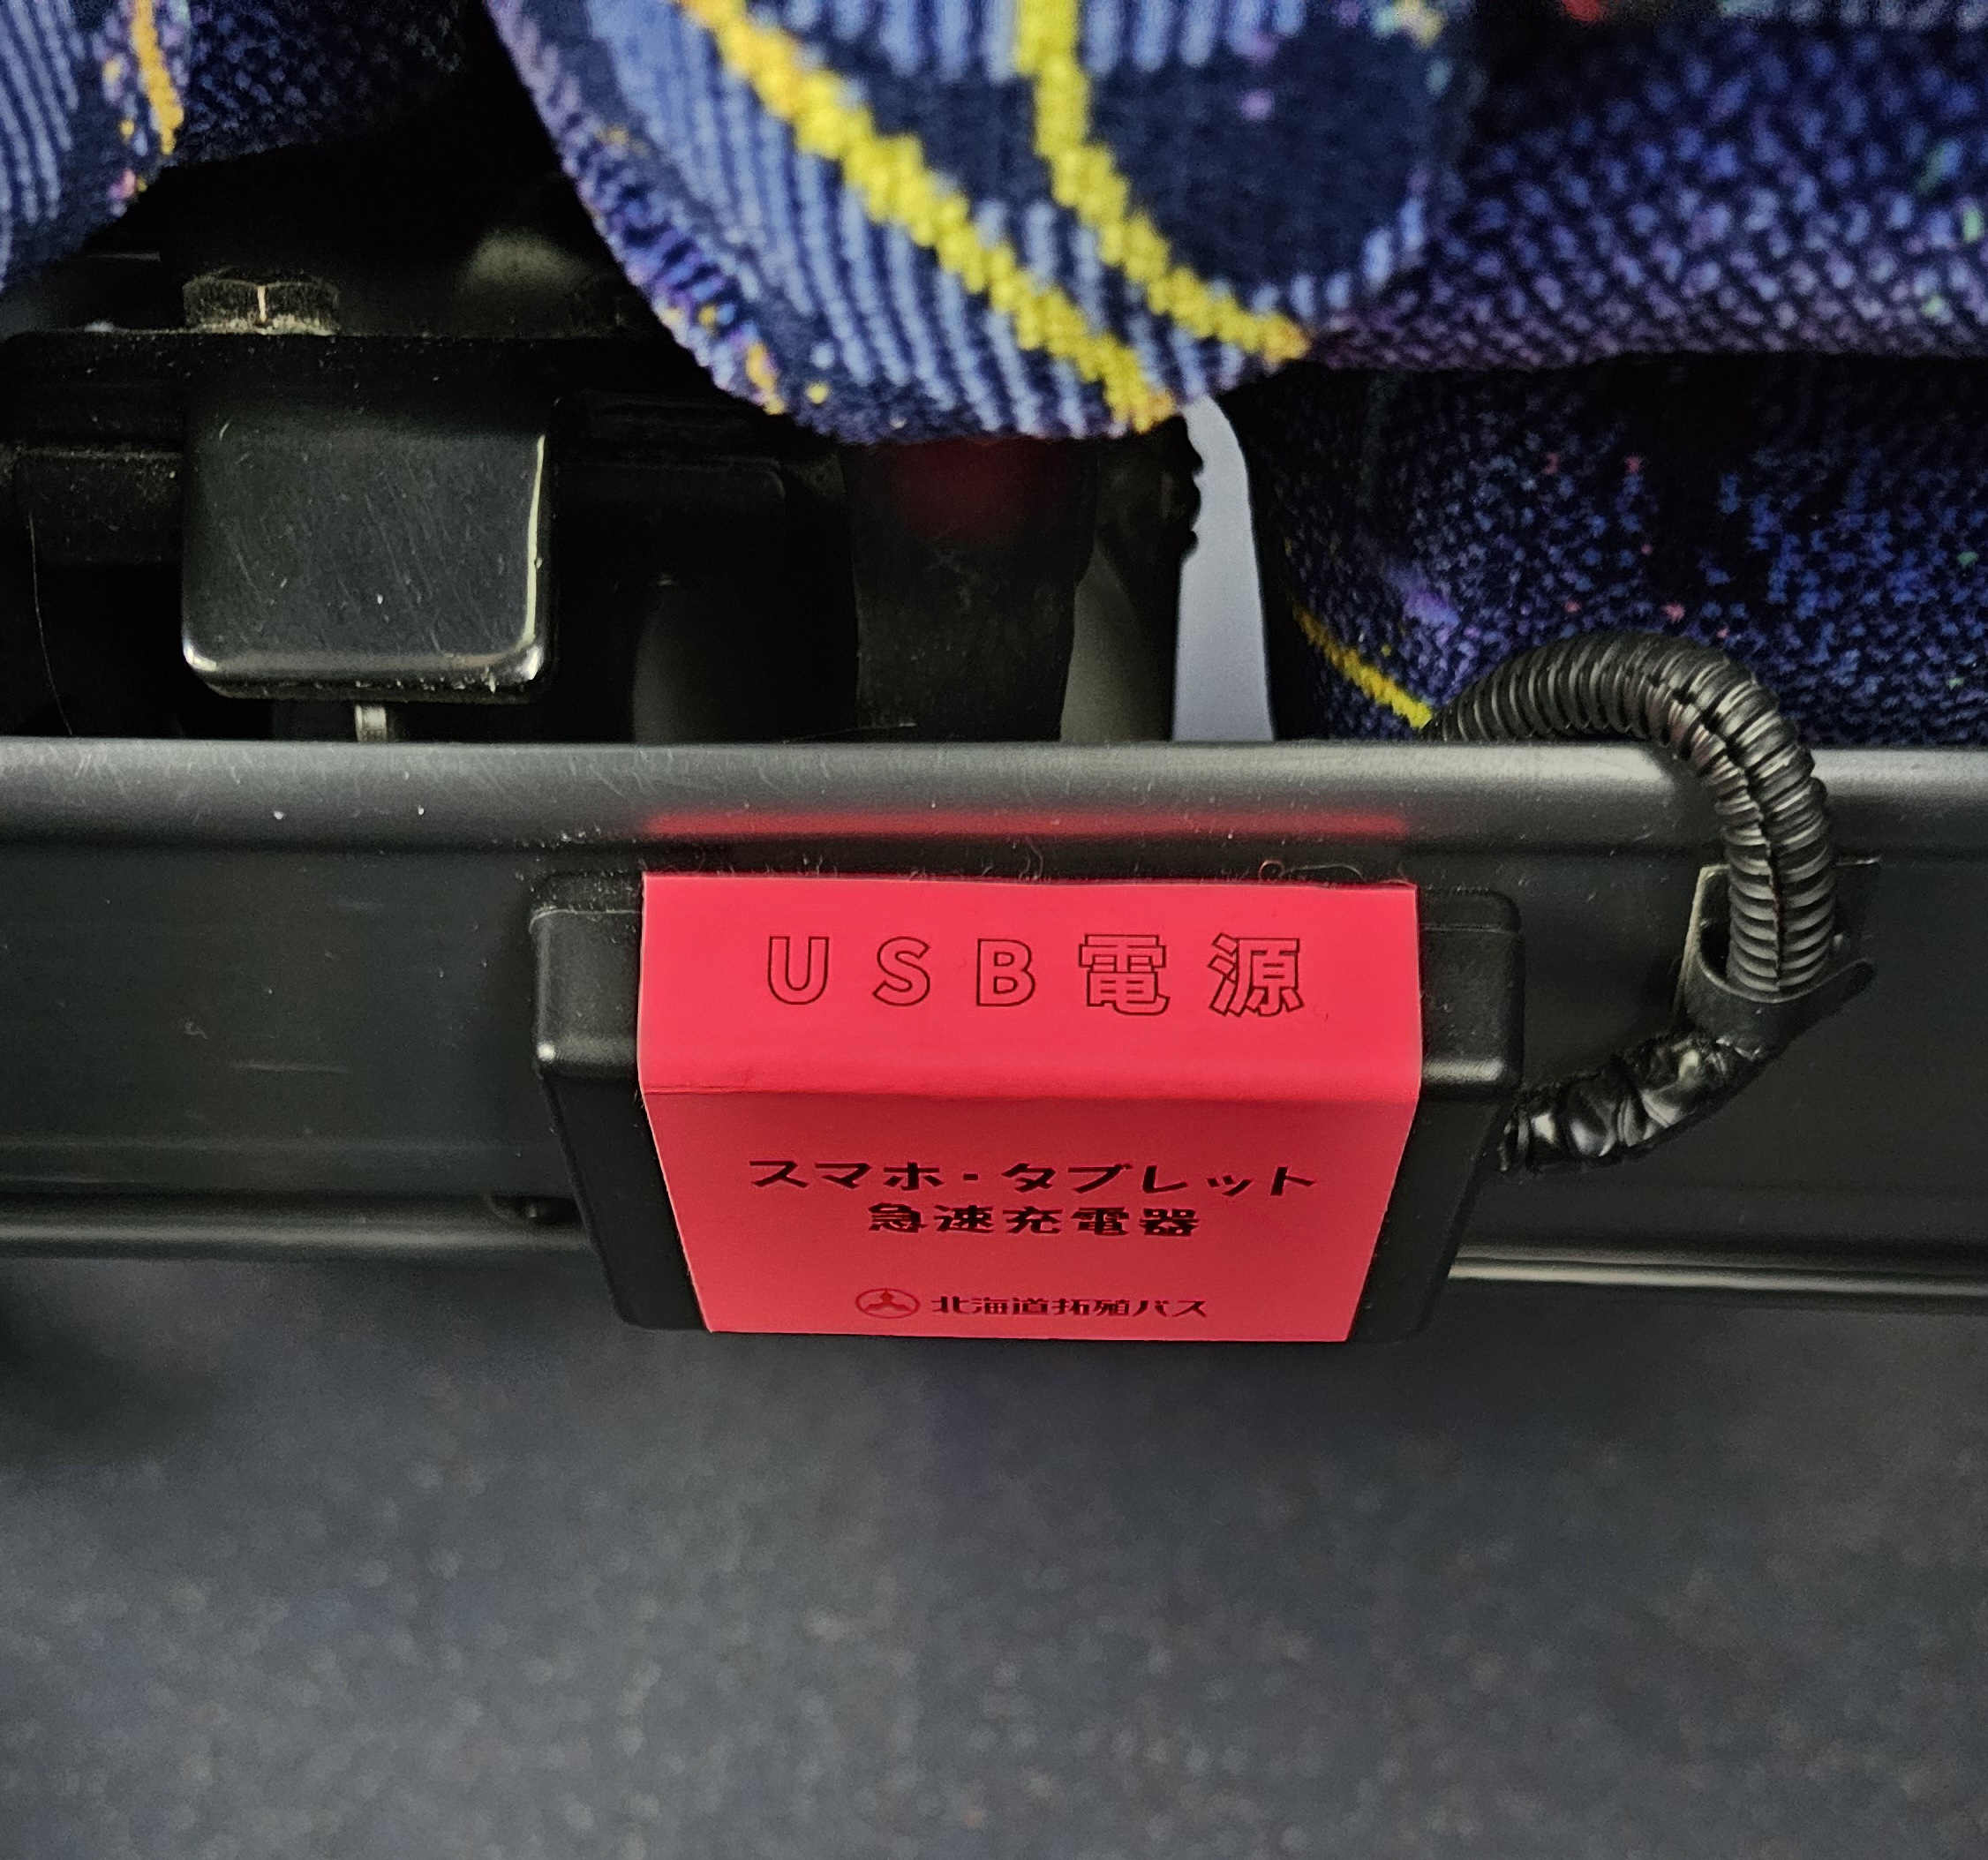 USB電源
スマホ・タブレット
急速充電器
北海道拓殖バス